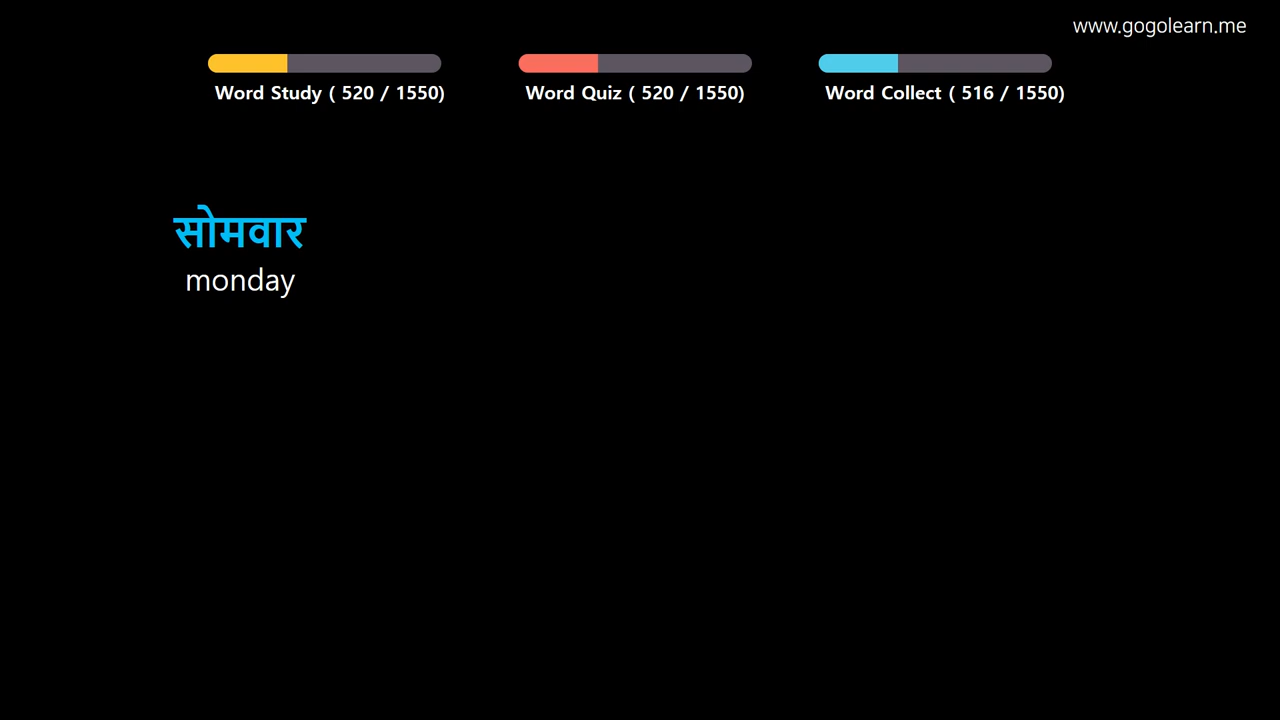 www.gogolearn.me
Word Study ( 520 / 1550)
Word Quiz ( 520 / 1550)
Word Collect ( 516 / 1550)
सोमवार
monday